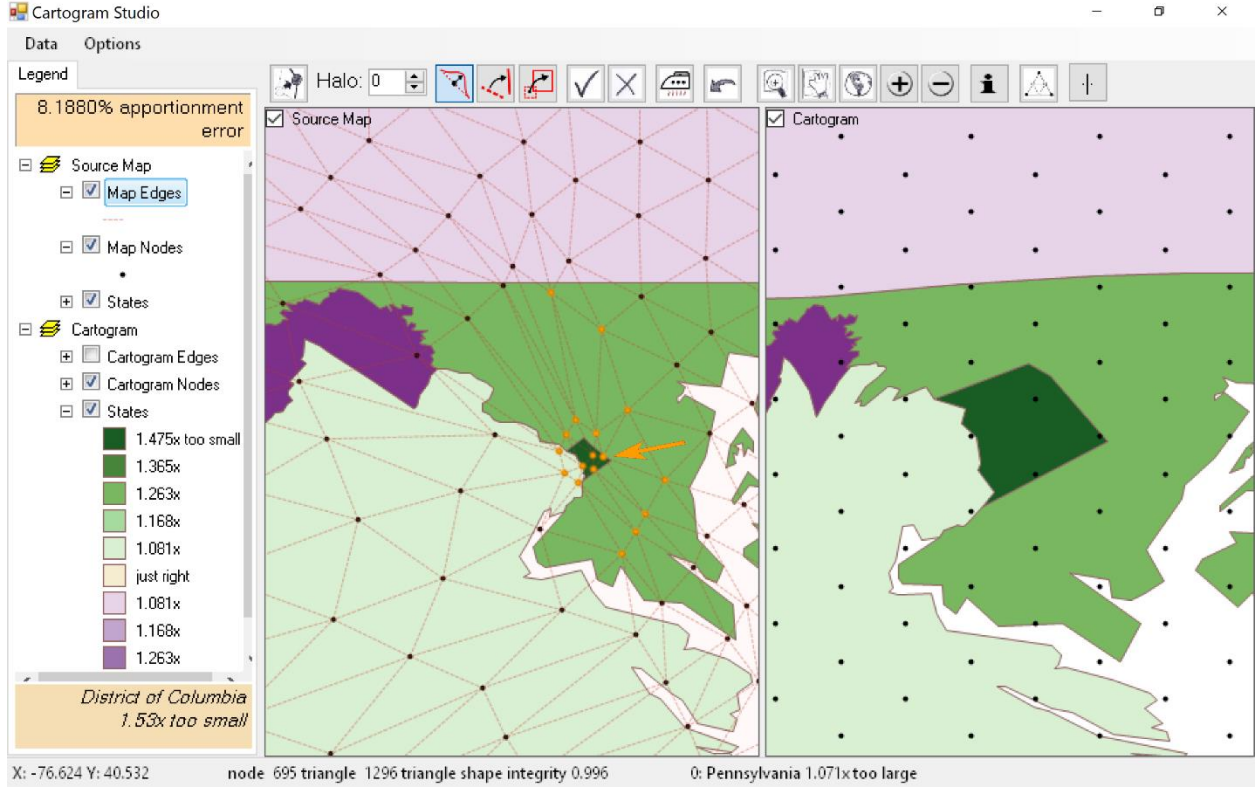 Cartogram Studio
Data Options
Legend
Halo: 0
8.1880% apportionment
error
Source Map
Map Edges
Map Nodes
States
Cartogram
Cartogram Edges
Cartogram Nodes
States
1.475x too small
1.365x
1.263x
1.168x
1.081x
just right
1.081x
1.168x
1.263x
District of Columbia
1.53x too small
Source Map
Cartogram
X: -76.624 Y: 40.532 node 695 triangle 1296 triangle shape integrity 0.996 0: Pennsylvania 1.071x too large